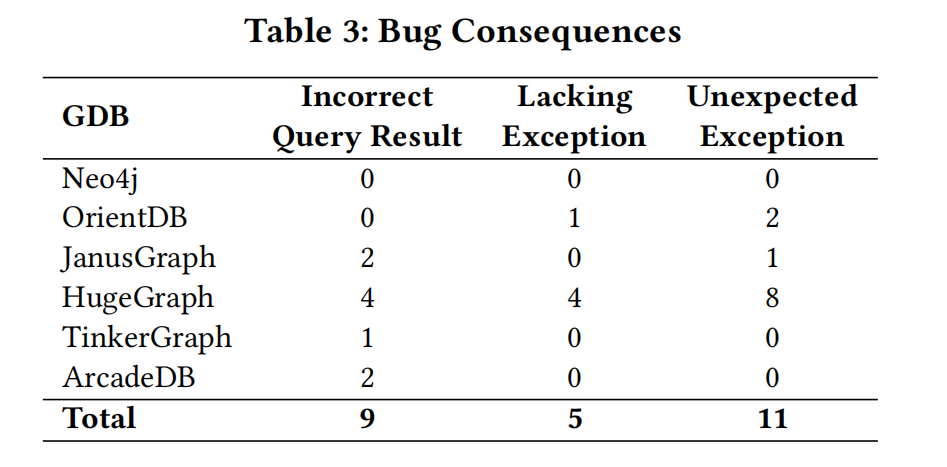 Table 3: Bug Consequences
GDB Incorrect Query Result Lacking Exception Unexpected Exception
Neo4j 0 0 0
OrientDB 0 1 2
JanusGraph 2 0 1
HugeGraph 4 4 8
TinkerGraph 1 0 0
ArcadeDB 2 0 0
Total 9 5 11